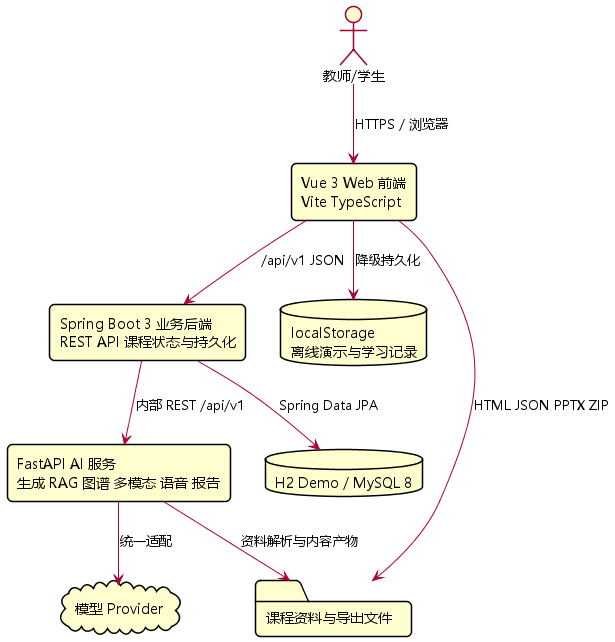 教师/学生
HTTPS / 浏览器
Vue 3 Web 前端
Vite TypeScript
/api/v1 JSON
降级持久化
Spring Boot 3 业务后端
REST API 课程状态与持久化
localStorage
离线演示与学习记录
内部 REST /api/v1
Spring Data JPA
HTML JSON PPTX ZIP
FastAPI AI 服务
生成 RAG 图谱 多模态 语音 报告
H2 Demo / MySQL 8
统一适配
资料解析与内容产物
模型 Provider
课程资料与导出文件